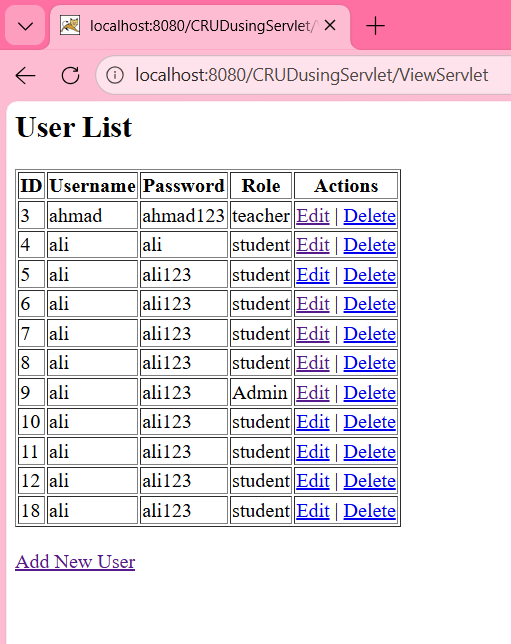 localhost:8080/CRUDusingServlet/
localhost:8080/CRUDusingServlet/ViewServlet
User List
ID Username Password Role Actions
3 ahmad ahmad123 teacher Edit | Delete
4 ali ali student Edit | Delete
5 ali ali123 student Edit | Delete
6 ali ali123 student Edit | Delete
7 ali ali123 student Edit | Delete
8 ali ali123 student Edit | Delete
9 ali ali123 Admin Edit | Delete
10 ali ali123 student Edit | Delete
11 ali ali123 student Edit | Delete
12 ali ali123 student Edit | Delete
18 ali ali123 student Edit | Delete
Add New User